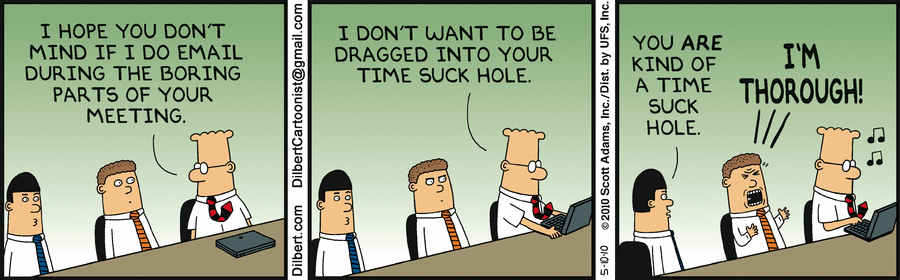 I HOPE YOU DON'T
MIND IF I DO EMAIL
DURING THE BORING
PARTS OF YOUR
MEETING.
Dilbert.com DilbertCartoonist@gmail.com
I DON'T WANT TO BE
DRAGGED INTO YOUR
TIME SUCK HOLE.
5-10-10 © 2010 Scott Adams, Inc./Dist. by UFS, Inc.
YOU ARE
KIND OF
A TIME
SUCK
HOLE.
I'M
THOROUGH!